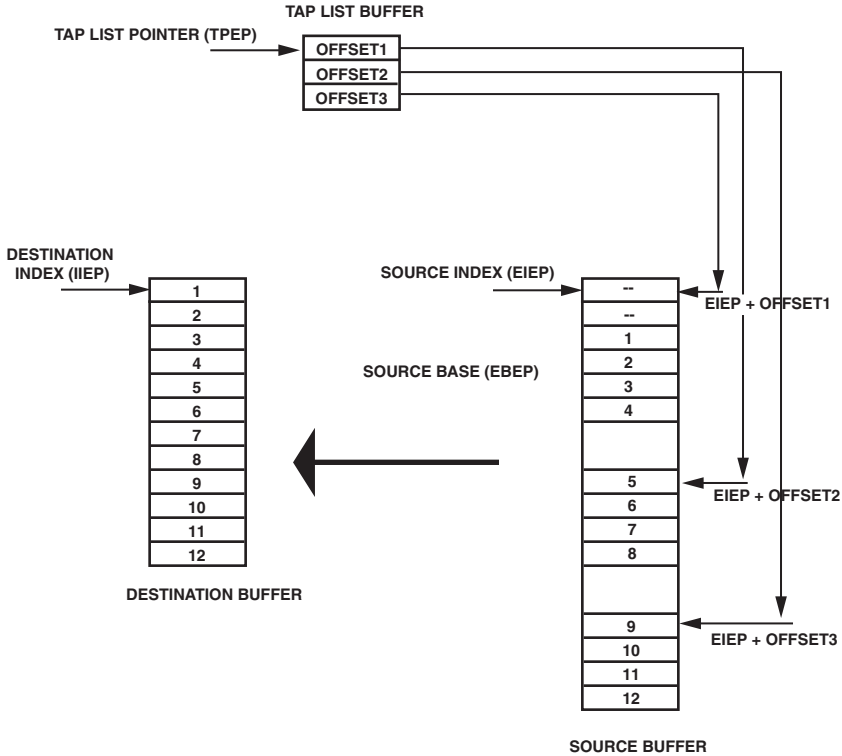 TAP LIST BUFFER
TAP LIST POINTER (TPEP)
OFFSET1
OFFSET2
OFFSET3
DESTINATION
INDEX (IIEP)
1
2
3
4
5
6
7
8
9
10
11
12
DESTINATION BUFFER
SOURCE INDEX (EIEP)
SOURCE BASE (EBEP)
--
--
1
2
3
4
5
6
7
8
9
10
11
12
EIEP + OFFSET1
EIEP + OFFSET2
EIEP + OFFSET3
SOURCE BUFFER